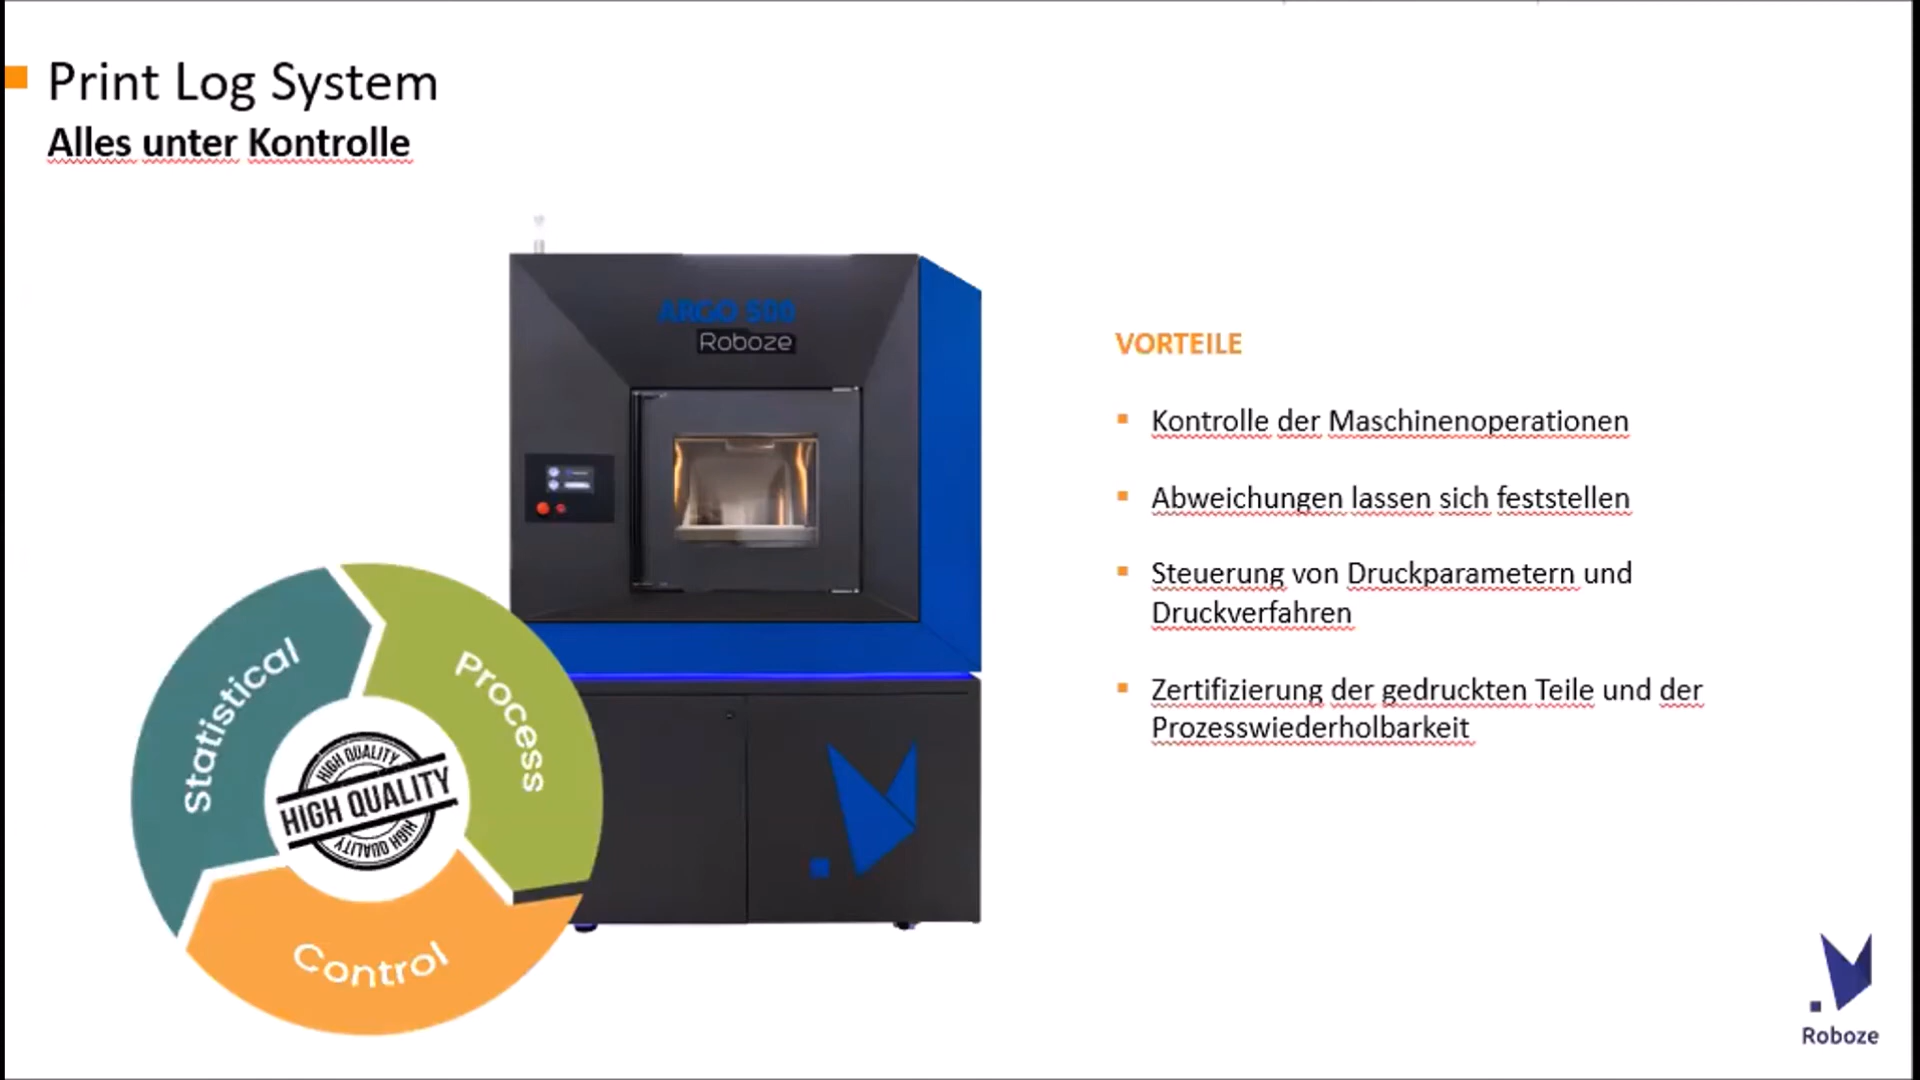 Print Log System
Alles unter Kontrolle
ARGO 500
Roboze
VORTEILE
Kontrolle der Maschinenoperationen
Abweichungen lassen sich feststellen
Steuerung von Druckparametern und
Druckverfahren
Zertifizierung der gedruckten Teile und der
Prozesswiederholbarkeit
Statistical
Process
Control
HIGH QUALITY
HIGH QUALITY
HIGH QUALITY
Roboze